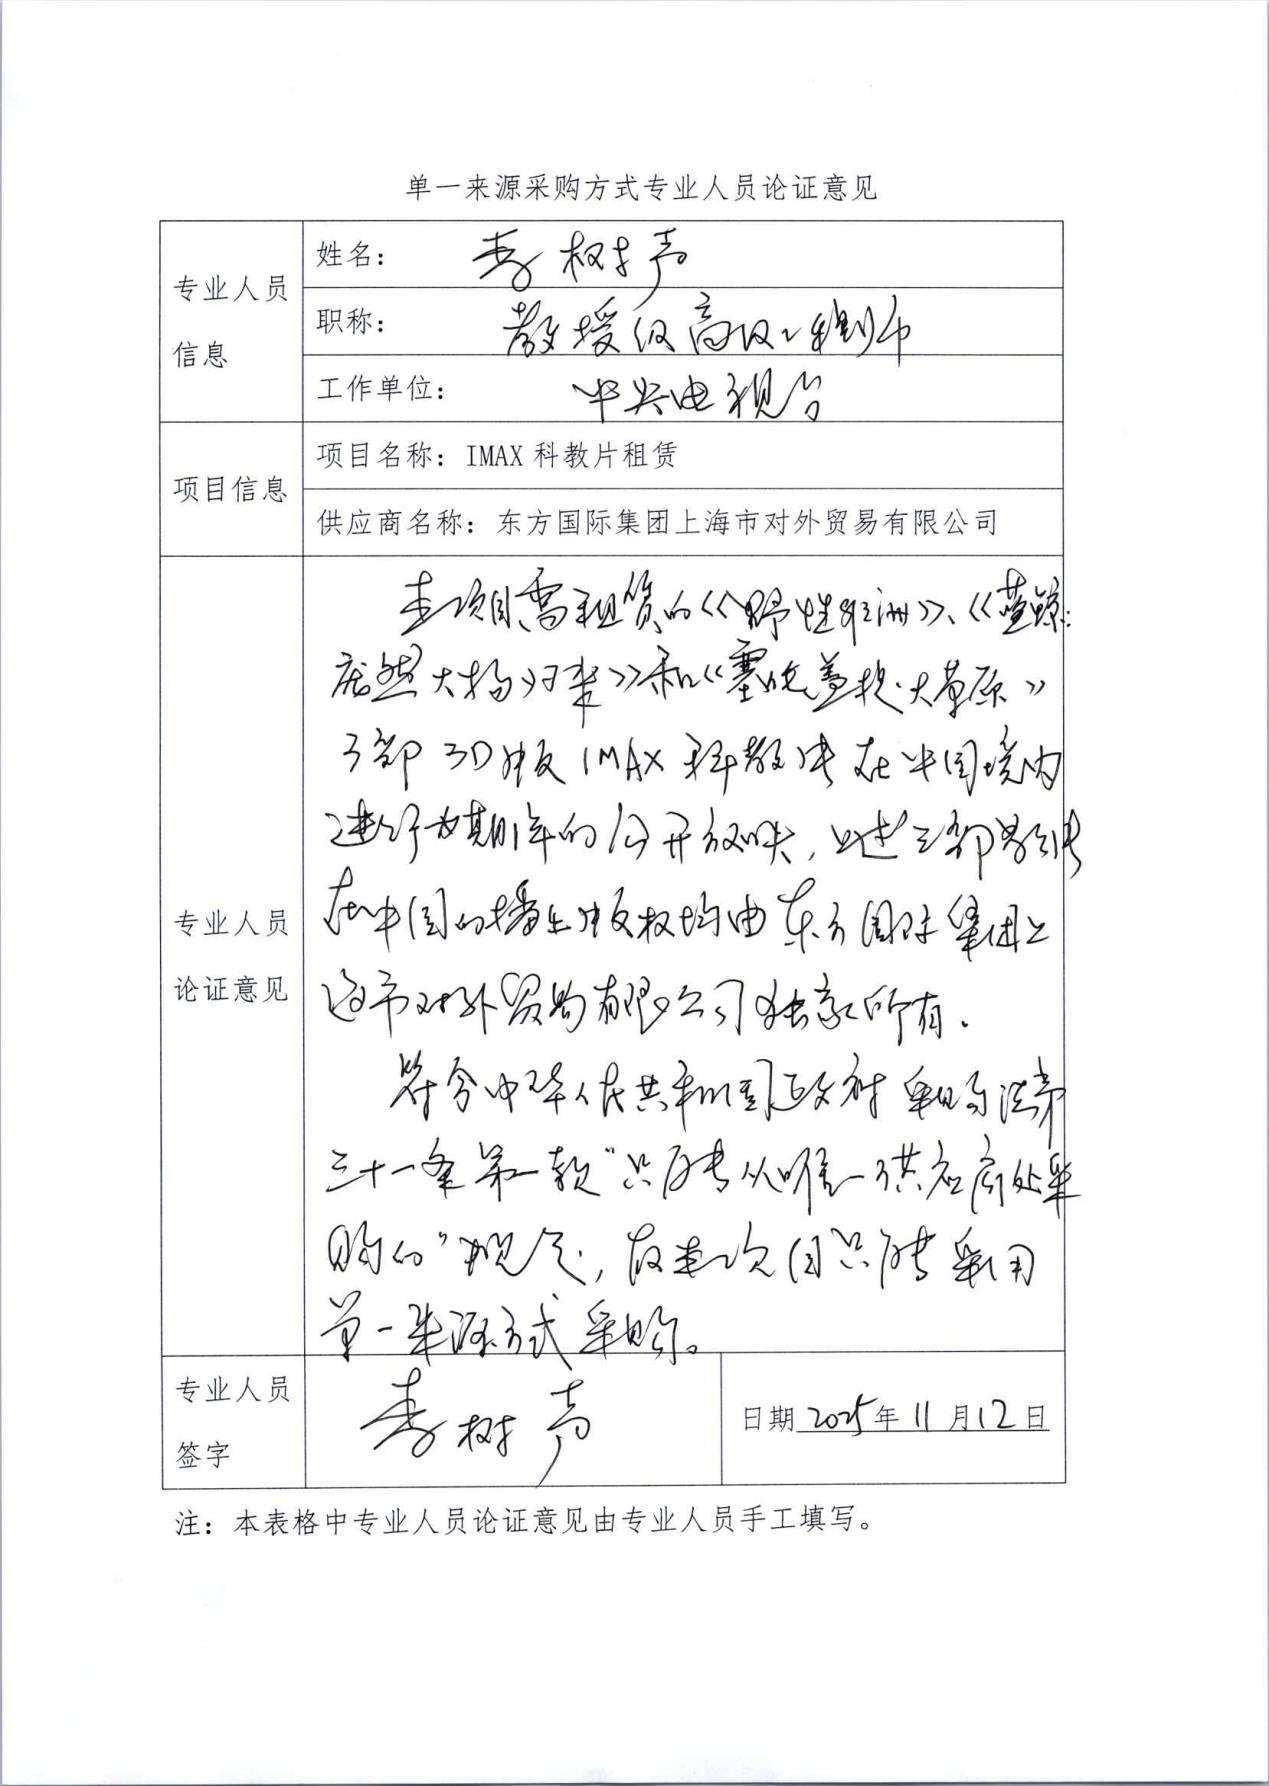 单一来源采购方式专业人员论证意见
专业人员
信息
姓名： 李树声
职称： 教授级高级工程师
工作单位： 中央电视台
项目信息
项目名称：IMAX科教片租赁
供应商名称：东方国际集团上海市对外贸易有限公司
专业人员
论证意见
本项目需租赁的《野性非洲》、《蓝鲸：
庞然大物归来》和《塞伦盖提大草原》
3部3D版IMAX科教片在中国境内
进行为期1年的公开放映，上述三部影片
在中国的播出版权均由东方国际集团上
海市对外贸易有限公司独家所有。
符合中华人民共和国政府采购法第
三十一条第一款“只能从唯一供应商处采
购的”规定，故本项目只能采用
单一来源方式采购。
专业人员
签字
李树声
日期2025年11月12日
注：本表格中专业人员论证意见由专业人员手工填写。